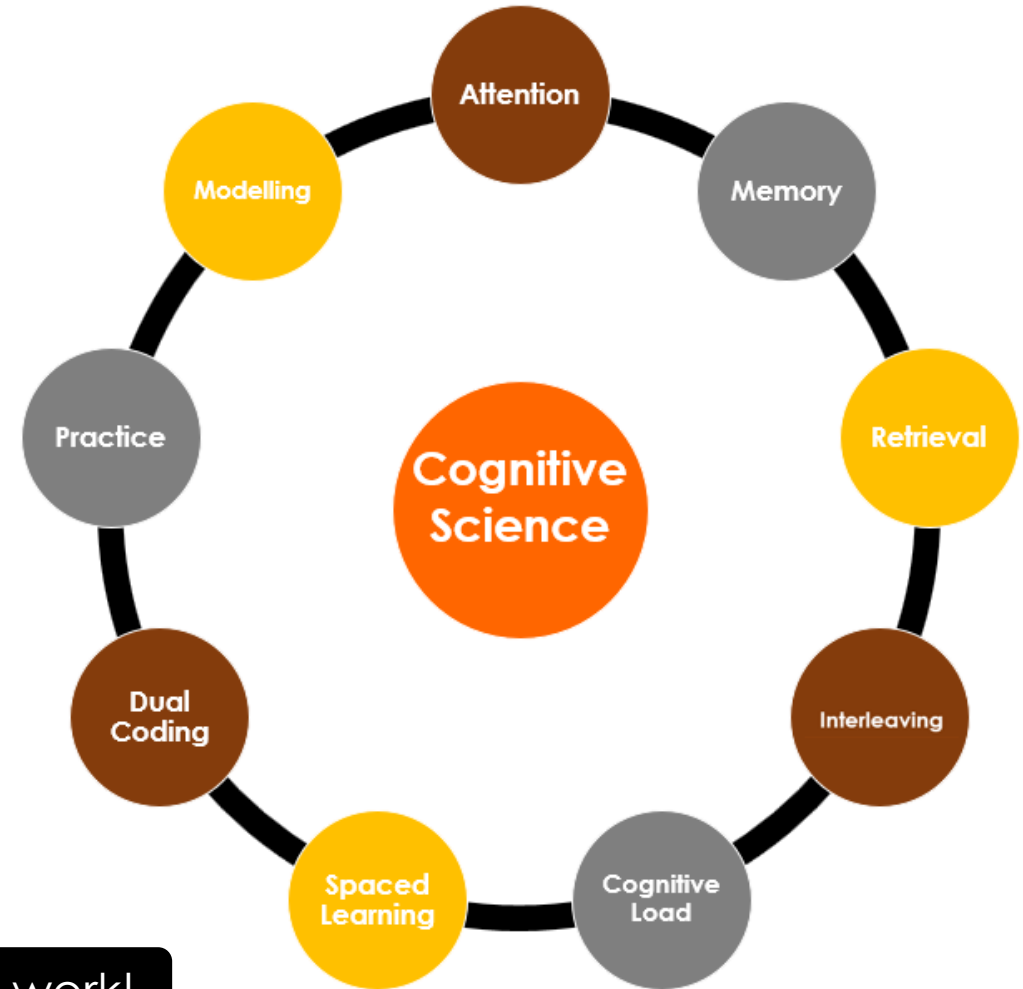 Attention
Memory
Retrieval
Interleaving
Cognitive
Load
Spaced
Learning
Dual
Coding
Practice
Modelling
Cognitive
Science